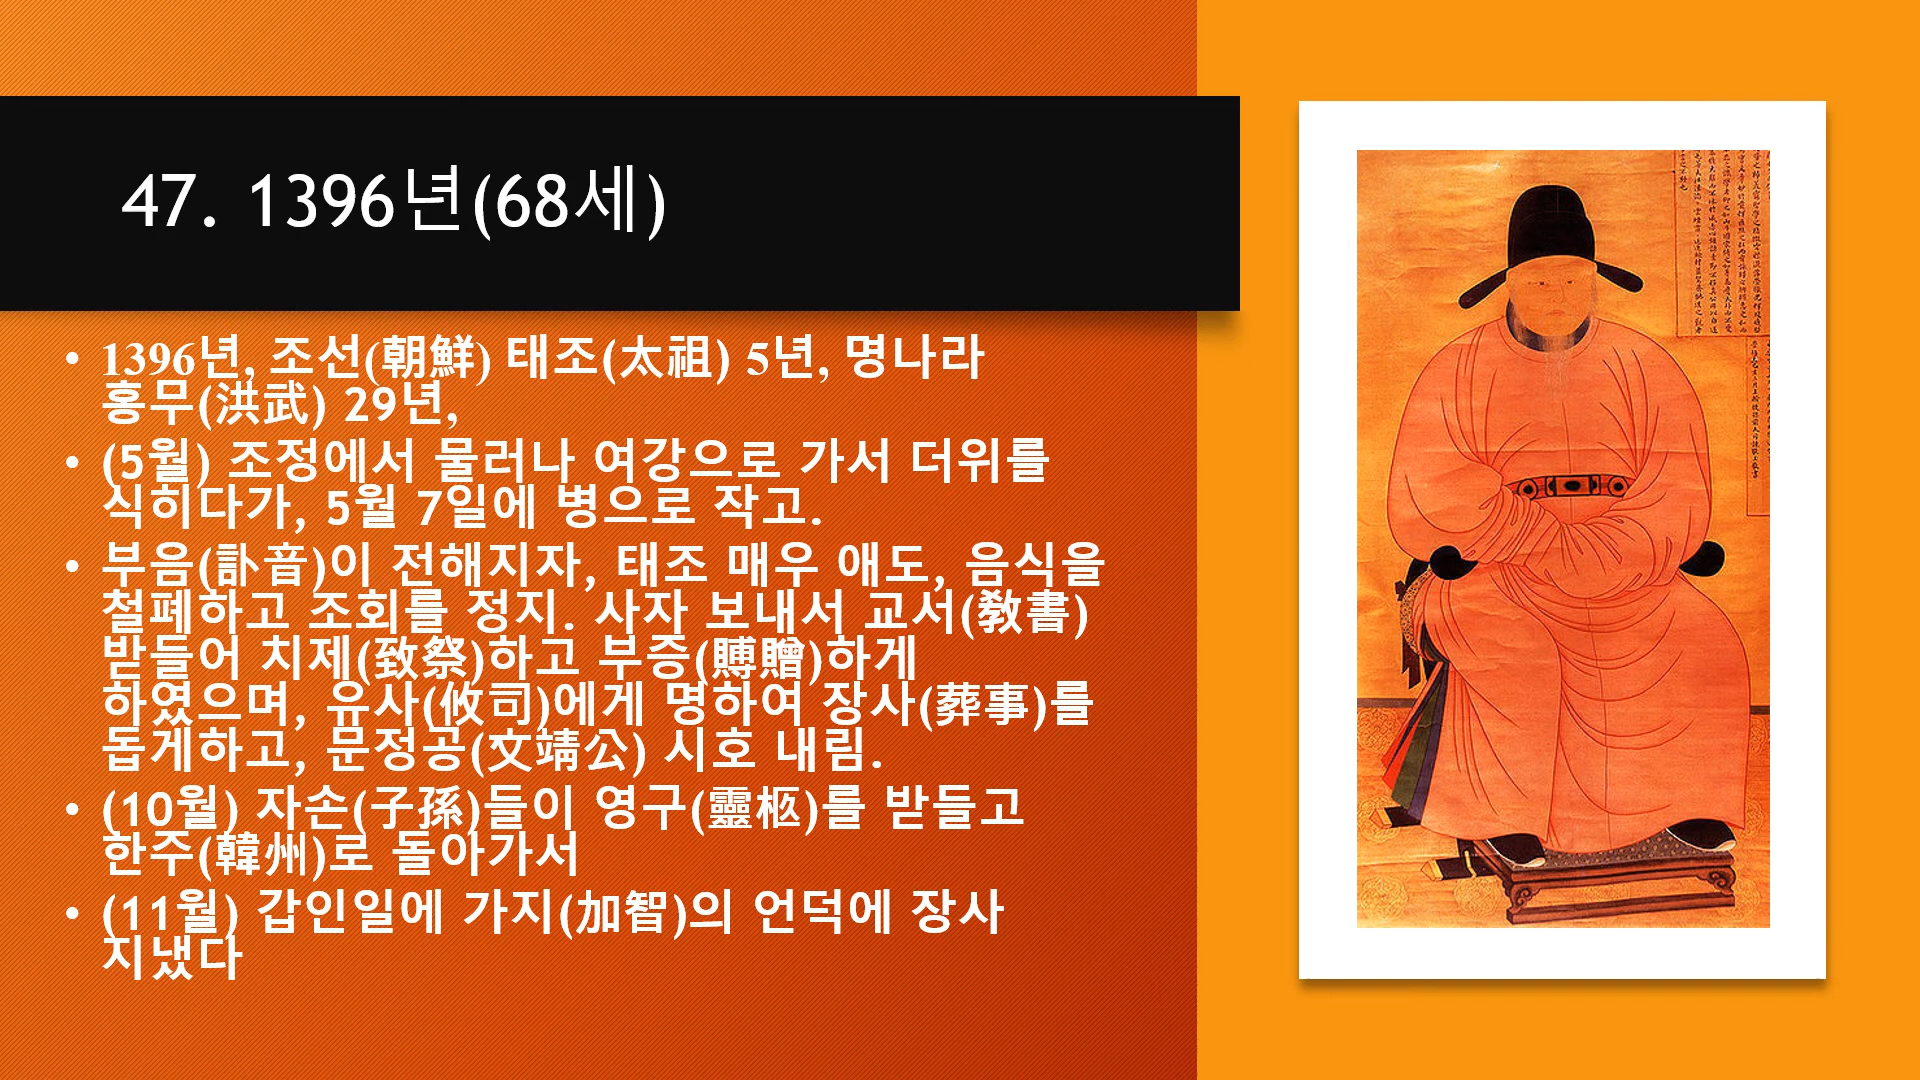 47. 1396년(68세)
• 1396년, 조선(朝鮮) 태조(太祖) 5년, 명나라
홍무(洪武) 29년,
• (5월) 조정에서 물러나 여강으로 가서 더위를
식히다가, 5월 7일에 병으로 작고.
• 부음(訃音)이 전해지자, 태조 매우 애도, 음식을
철폐하고 조회를 정지. 사자 보내서 교서(敎書)
받들어 치제(致祭)하고 부증(賻贈)하게
하였으며, 유사(攸司)에게 명하여 장사(葬事)를
돕게하고, 문정공(文靖公) 시호 내림.
• (10월) 자손(子孫)들이 영구(靈柩)를 받들고
한주(韓州)로 돌아가서
• (11월) 갑인일에 가지(加智)의 언덕에 장사
지냈다